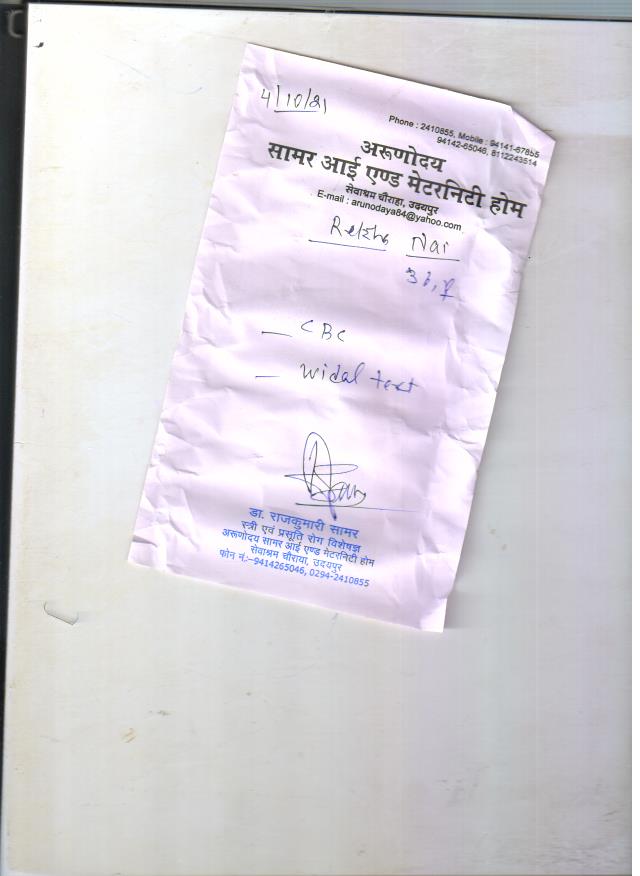 4/10/21
Phone : 2410855, Mobile : 94141-67855
94142-65046, 8112243514
अरूणोदय
सामर आई एण्ड मेटरनिटी होम
सेवाश्रम चौराहा, उदयपुर
E-mail : arunodaya84@yahoo.com
Rekha Nai
CBC
Widal test
डा. राजकुमारी सामर
स्त्री एवं प्रसूति रोग विशेषज्ञ
अरूणोदय सामर आई एण्ड मेटरनिटी होम
सेवाश्रम चौराया, उदयपुर
फोन नं.:–9414265046, 0294-2410855